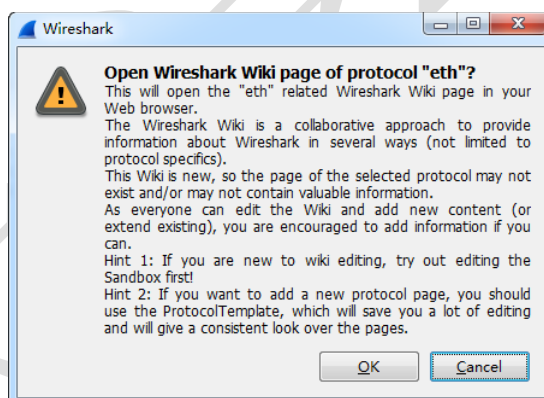 Wireshark
Open Wireshark Wiki page of protocol "eth"?
This will open the "eth" related Wireshark Wiki page in your
Web browser.
The Wireshark Wiki is a collaborative approach to provide
information about Wireshark in several ways (not limited to
protocol specifics).
This Wiki is new, so the page of the selected protocol may not
exist and/or may not contain valuable information.
As everyone can edit the Wiki and add new content (or
extend existing), you are encouraged to add information if you
can.
Hint 1: If you are new to wiki editing, try out editing the
Sandbox first!
Hint 2: If you want to add a new protocol page, you should
use the ProtocolTemplate, which will save you a lot of editing
and will give a consistent look over the pages.
OK
Cancel